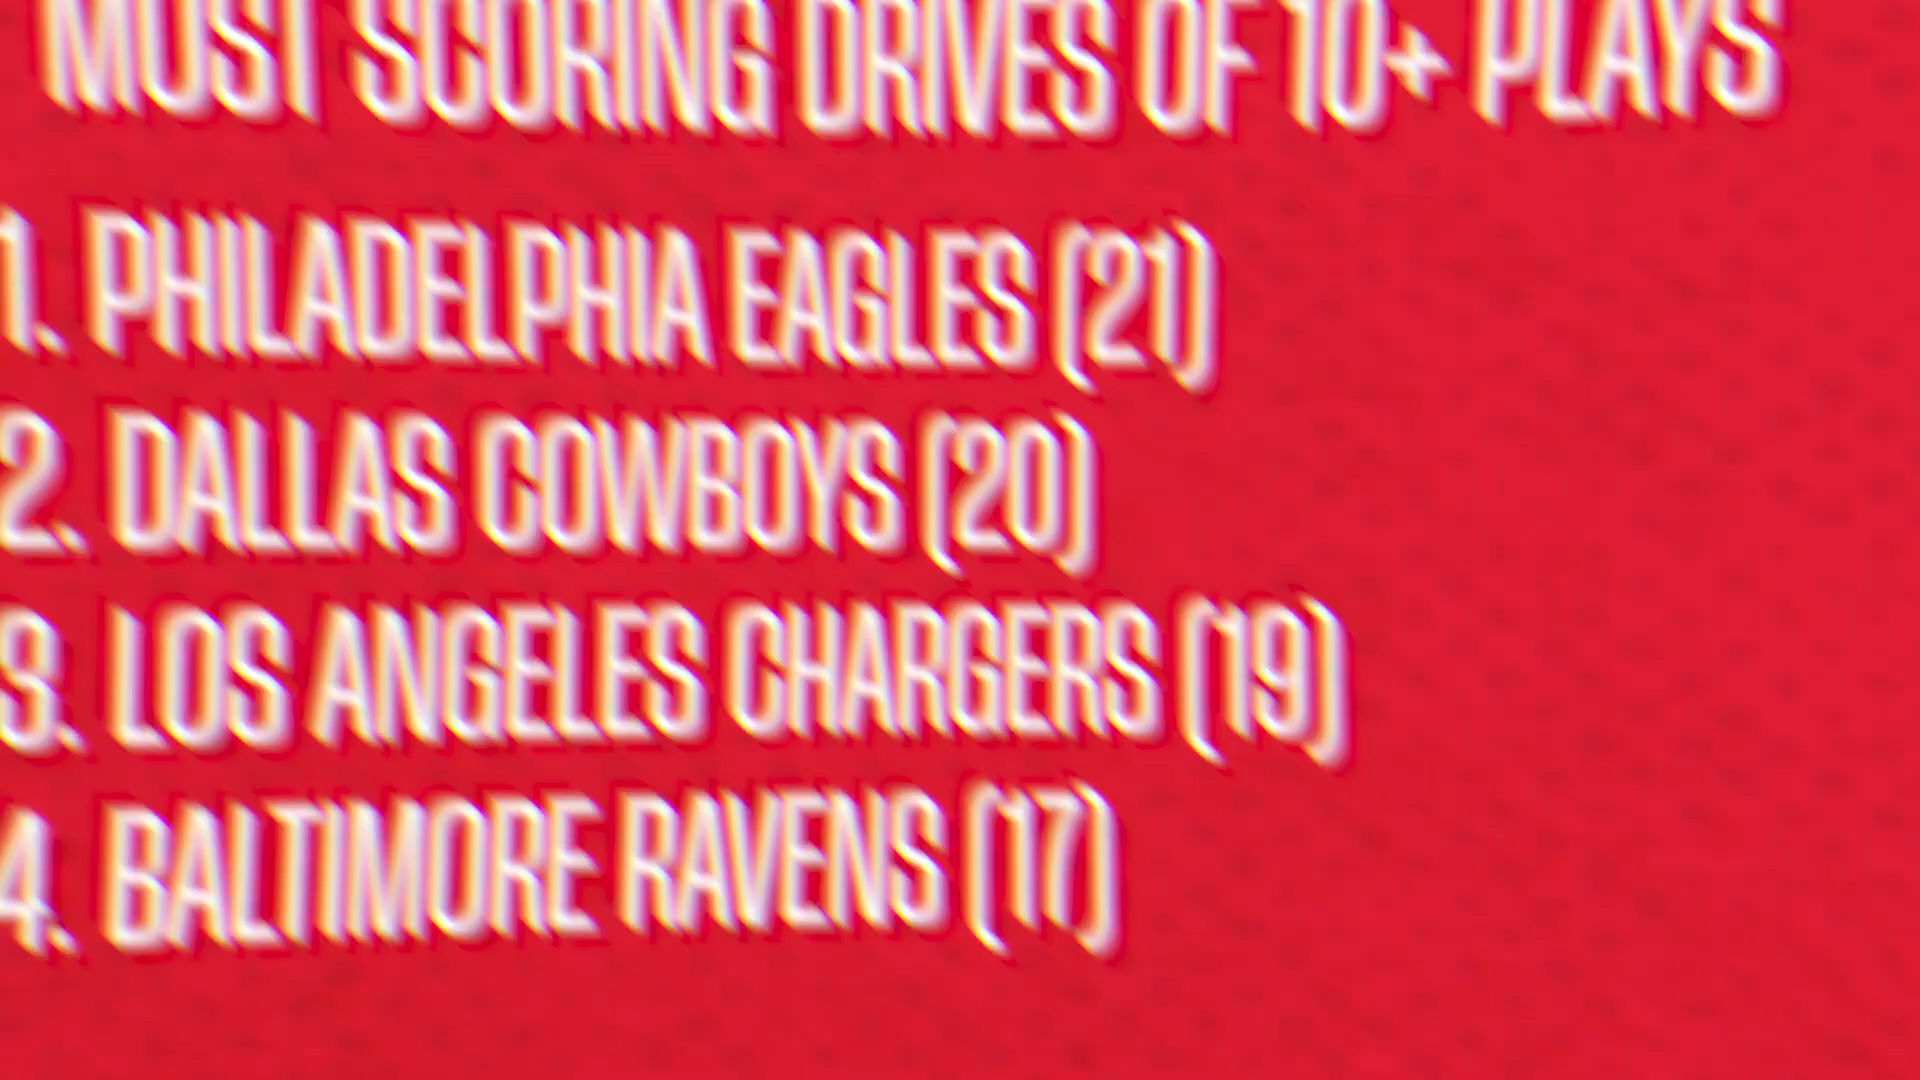 MOST SCORING DRIVES OF 10+ PLAYS
1. PHILADELPHIA EAGLES (21)
2. DALLAS COWBOYS (20)
3. LOS ANGELES CHARGERS (19)
4. BALTIMORE RAVENS (17)